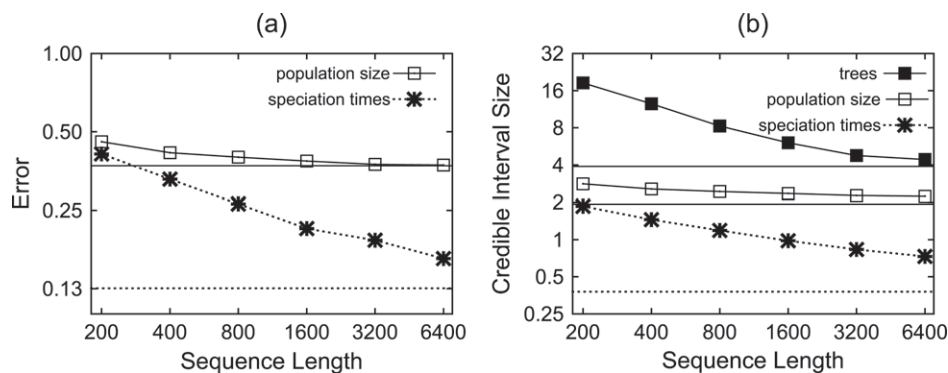 (a)
1.00
0.50
0.25
0.13
Error
population size
speciation times
200 400 800 1600 3200 6400
Sequence Length
(b)
32
16
8
4
2
1
0.5
0.25
Credible Interval Size
trees
population size
speciation times
200 400 800 1600 3200 6400
Sequence Length